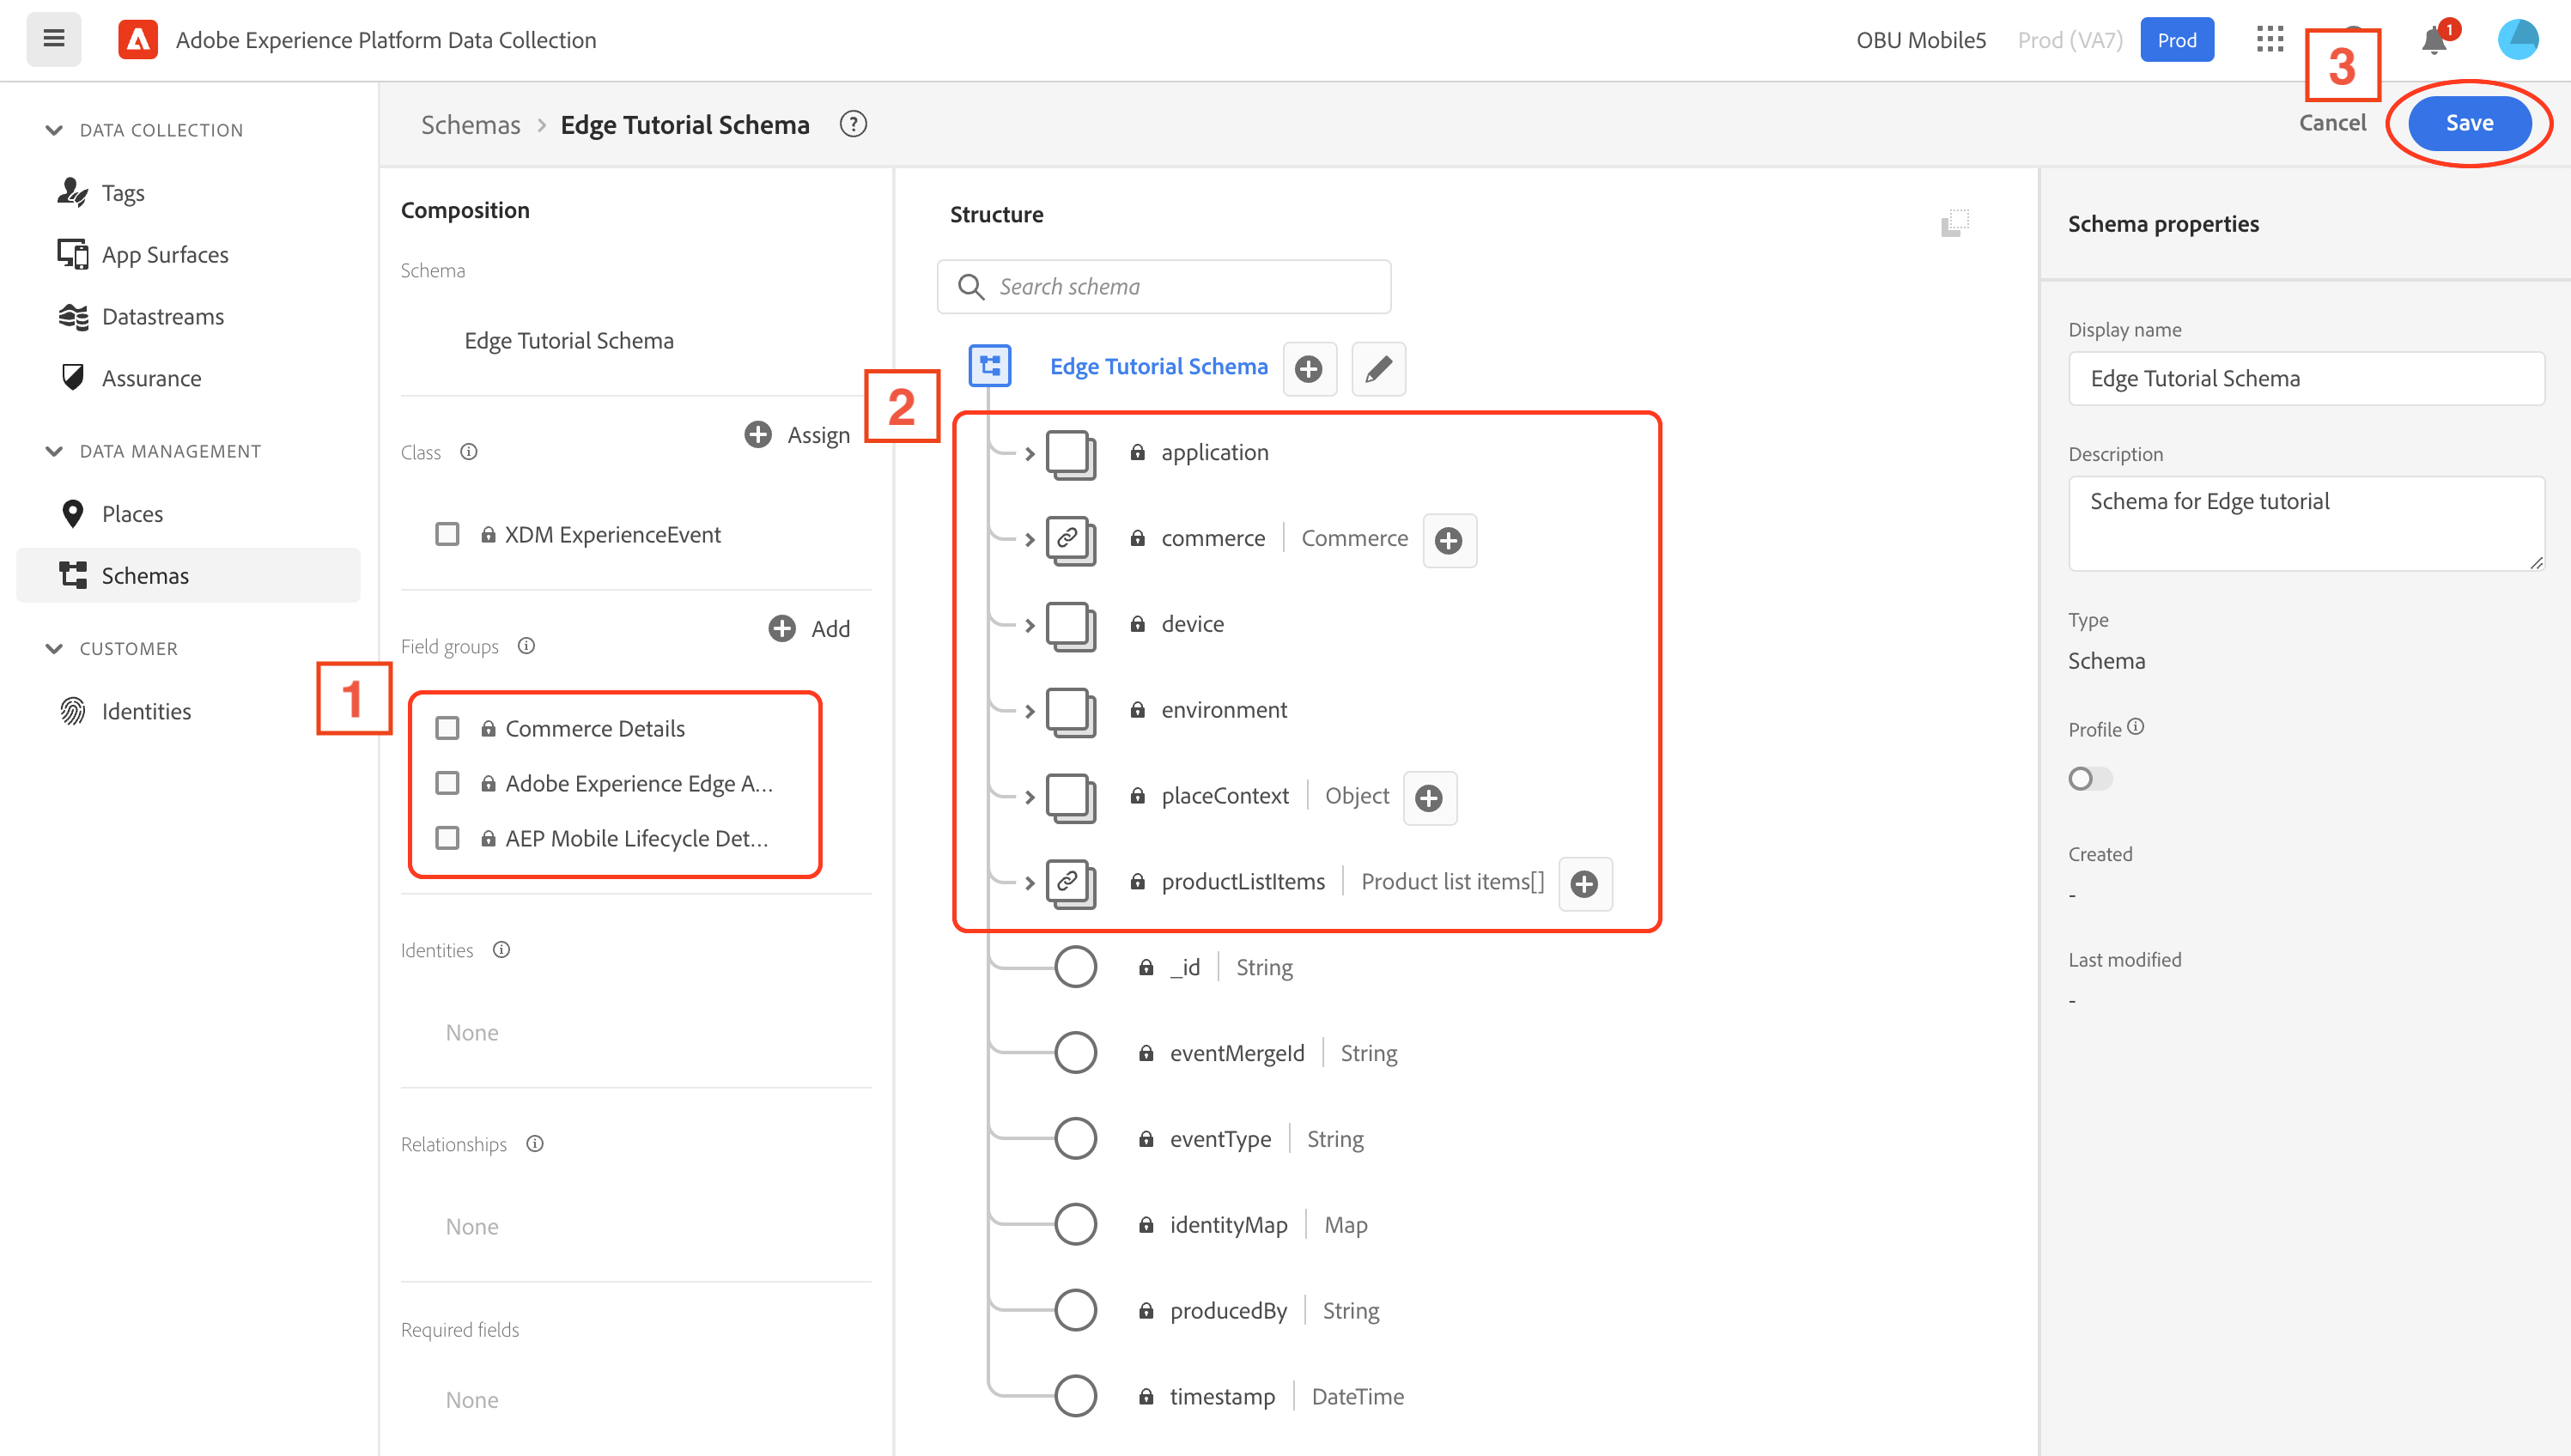 Adobe Experience Platform Data Collection
OBU Mobile5
Prod (VA7)
Prod
1
3
DATA COLLECTION
Tags
App Surfaces
Datastreams
Assurance
DATA MANAGEMENT
Places
Schemas
CUSTOMER
Identities
Schemas > Edge Tutorial Schema
Cancel
Save
Composition
Schema
Edge Tutorial Schema
Class
Assign
XDM ExperienceEvent
Field groups
Add
1
Commerce Details
Adobe Experience Edge A...
AEP Mobile Lifecycle Det...
Identities
None
Relationships
None
Required fields
None
Structure
Search schema
Edge Tutorial Schema
2
application
commerce | Commerce
device
environment
placeContext | Object
productListItems | Product list items[]
_id | String
eventMergeId | String
eventType | String
identityMap | Map
producedBy | String
timestamp | DateTime
Schema properties
Display name
Edge Tutorial Schema
Description
Schema for Edge tutorial
Type
Schema
Profile
Created
-
Last modified
-